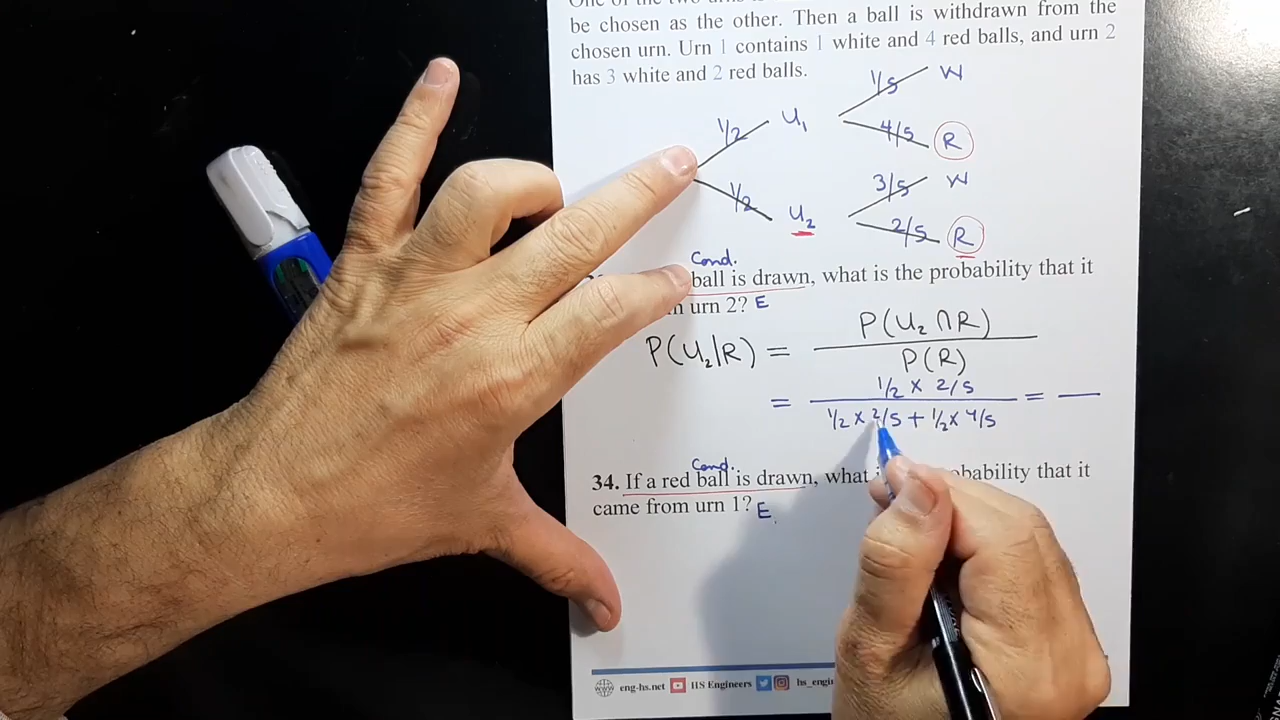 be chosen as the other. Then a ball is withdrawn from the
chosen urn. Urn 1 contains 1 white and 4 red balls, and urn 2
has 3 white and 2 red balls.
1/5 W
1/2 U₁
4/5 R
3/5 W
1/2 U₂
2/5 R
Cond.
ball is drawn, what is the probability that it
urn 2? E
P(U₂|R) = P(U₂∩R)
P(R)
= 1/2 × 2/5 = —
1/2 × 2/5 + 1/2 × 4/5
Cond.
34. If a red ball is drawn, what probability that it
came from urn 1? E
www eng-hs.net HS Engineers